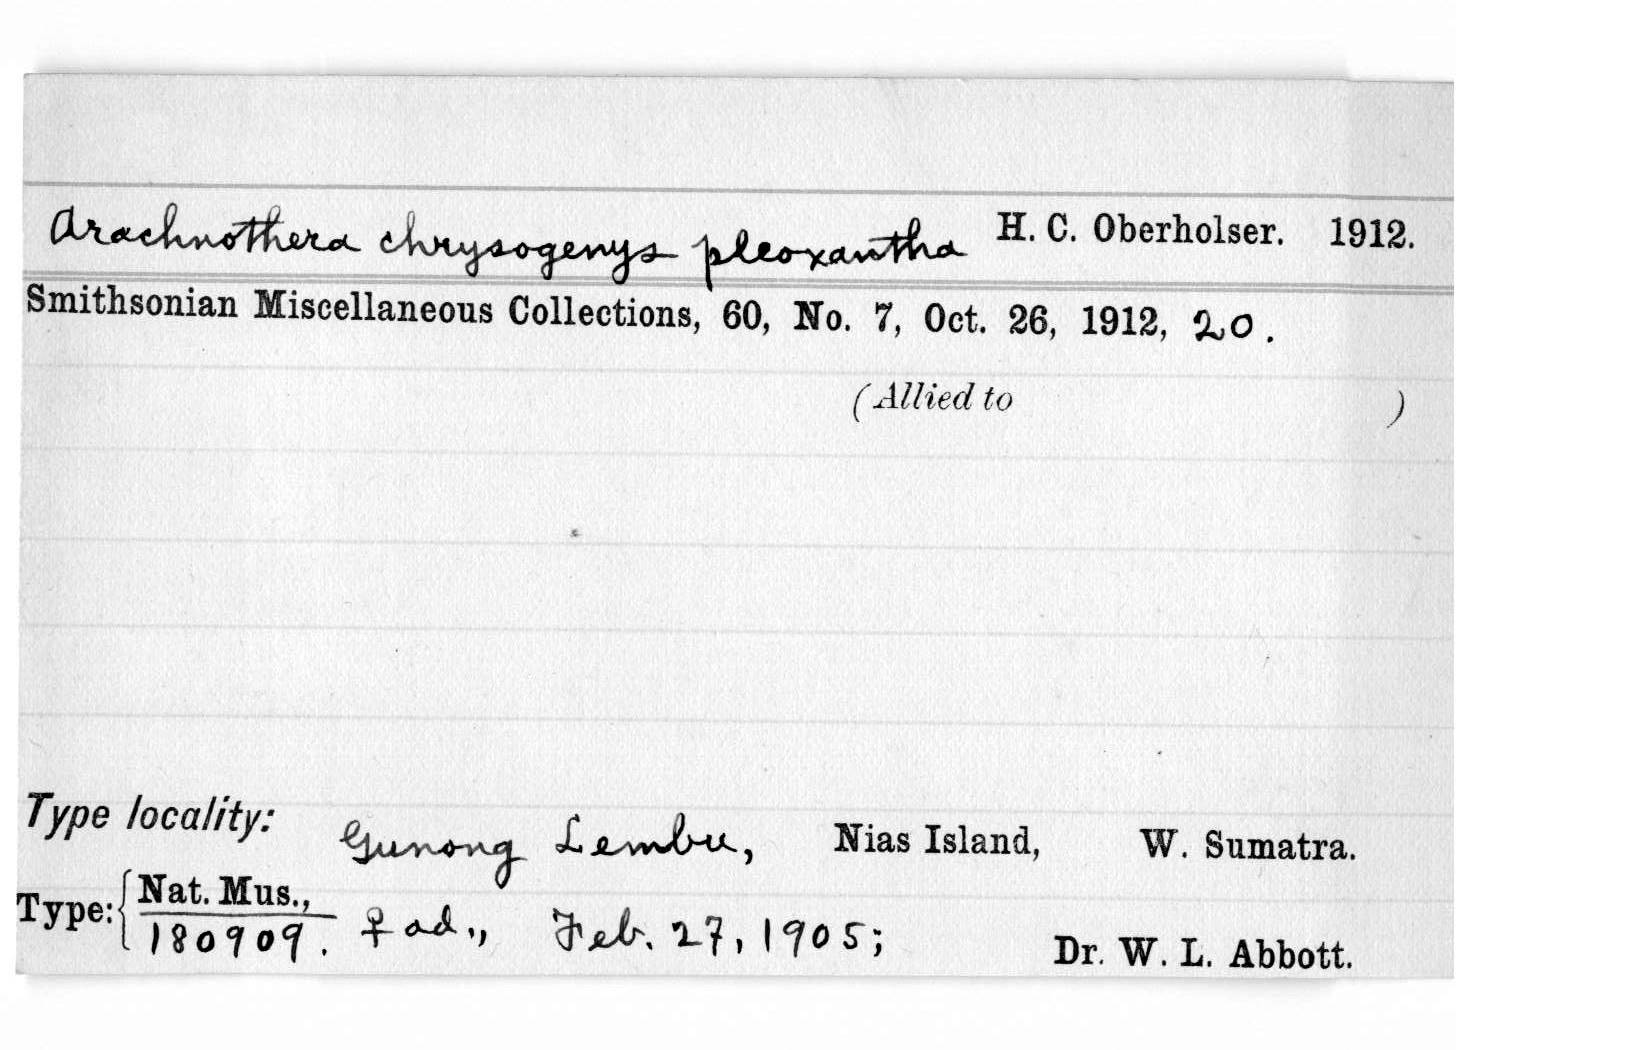 Arachnothera chrysogenys pleoxantha H. C. Oberholser. 1912.
Smithsonian Miscellaneous Collections, 60, No. 7, Oct. 26, 1912, 20.
(Allied to )
Type locality: Gunong Lembu, Nias Island, W. Sumatra.
Type: { Nat. Mus.,
180909. ♀ ad., Feb. 27, 1905; Dr. W. L. Abbott.